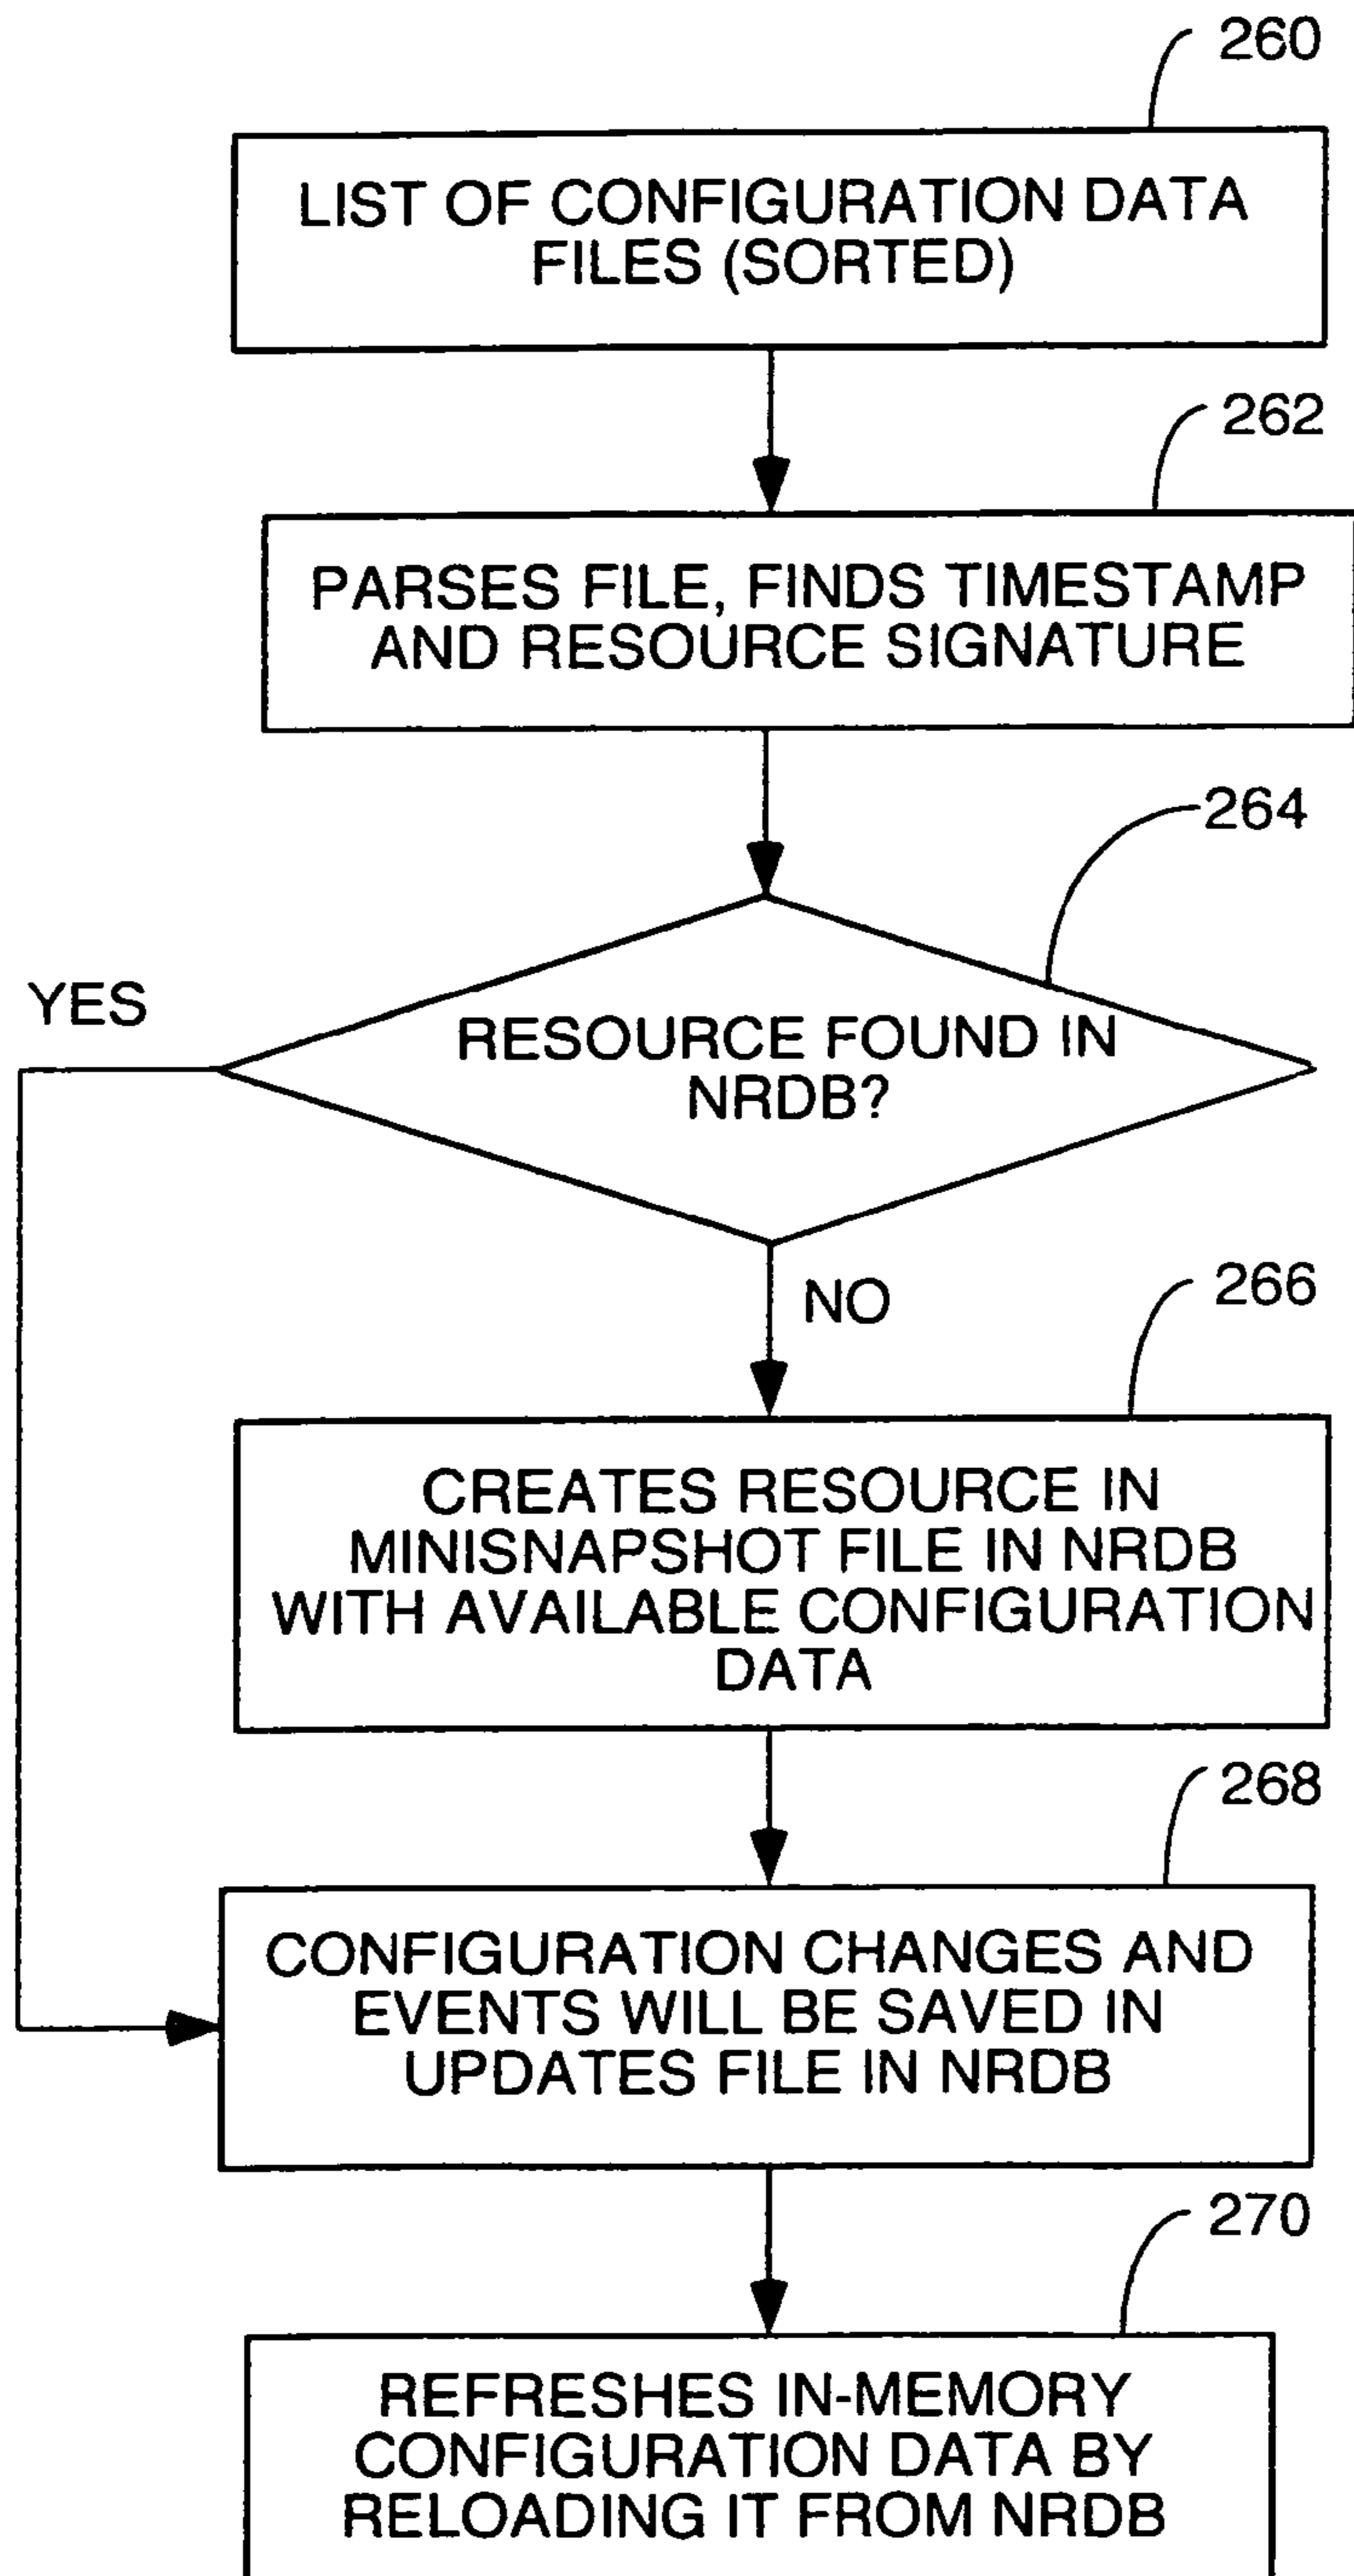 260
LIST OF CONFIGURATION DATA
FILES (SORTED)
262
PARSES FILE, FINDS TIMESTAMP
AND RESOURCE SIGNATURE
264
YES
RESOURCE FOUND IN
NRDB?
NO
266
CREATES RESOURCE IN
MINISNAPSHOT FILE IN NRDB
WITH AVAILABLE CONFIGURATION
DATA
268
CONFIGURATION CHANGES AND
EVENTS WILL BE SAVED IN
UPDATES FILE IN NRDB
270
REFRESHES IN-MEMORY
CONFIGURATION DATA BY
RELOADING IT FROM NRDB